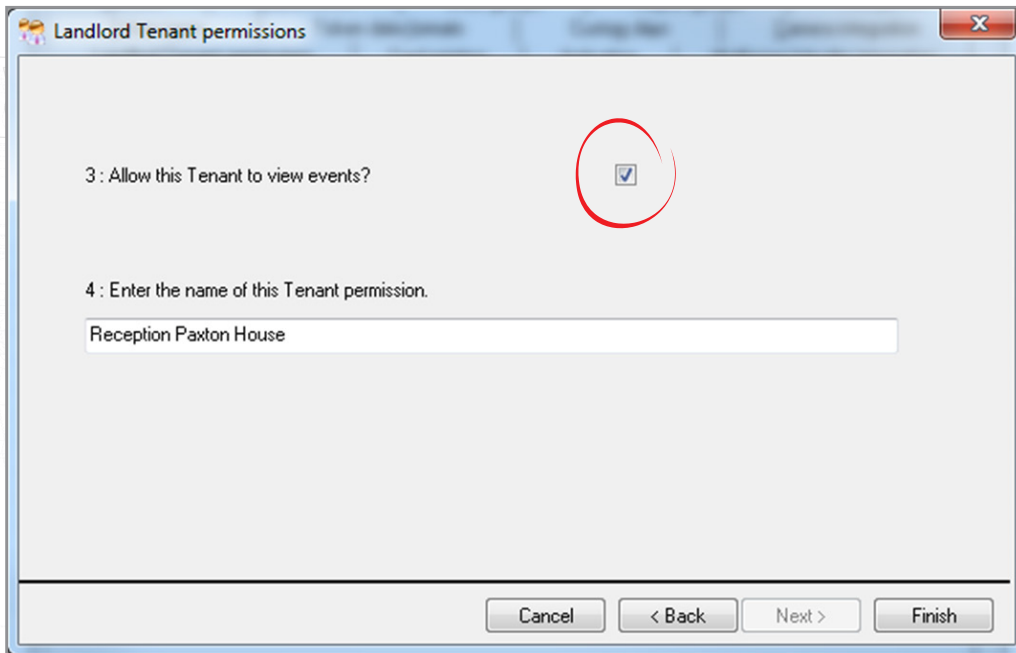 Landlord Tenant permissions
3 : Allow this Tenant to view events?
4 : Enter the name of this Tenant permission.
Reception Paxton House
Cancel
< Back
Next >
Finish